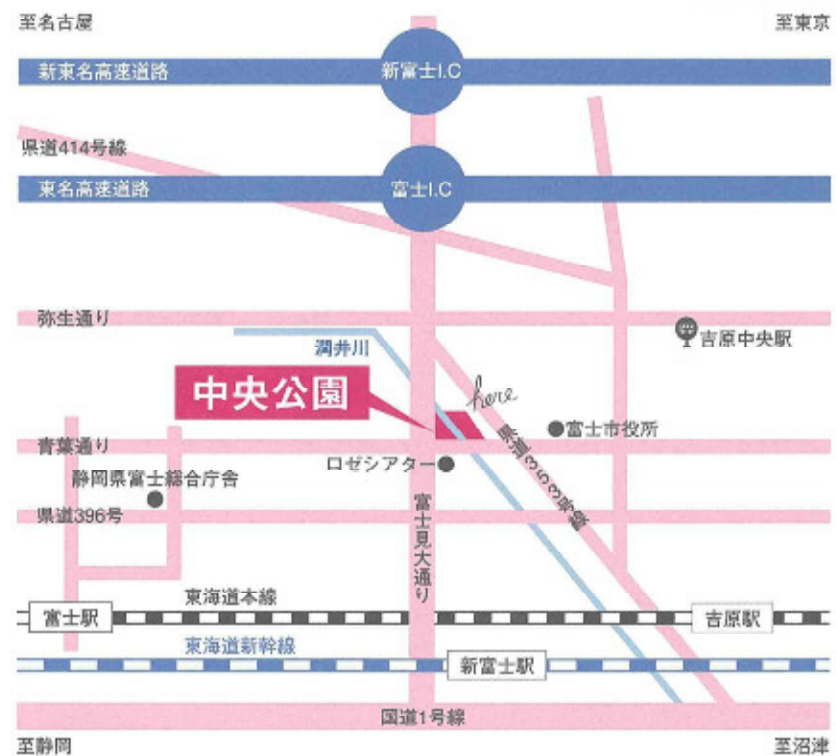 至名古屋
至東京
新東名高速道路
新富士I.C
県道414号線
東名高速道路
富士I.C
弥生通り
吉原中央駅
潤井川
中央公園
here
富士市役所
青葉通り
ロゼシアター
県道353号線
静岡県富士総合庁舎
県道396号
富士見大通り
東海道本線
富士駅
吉原駅
東海道新幹線
新富士駅
国道1号線
至静岡
至沼津